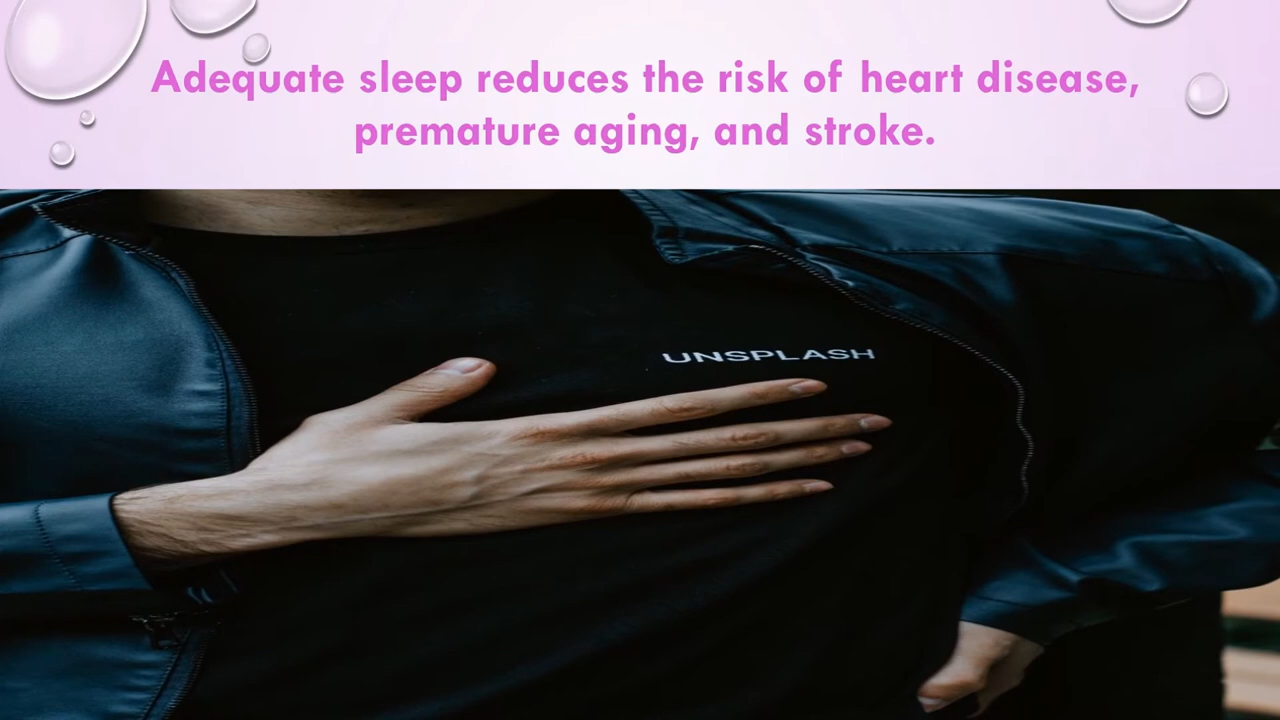 Adequate sleep reduces the risk of heart disease,
premature aging, and stroke.
UNSPLASH